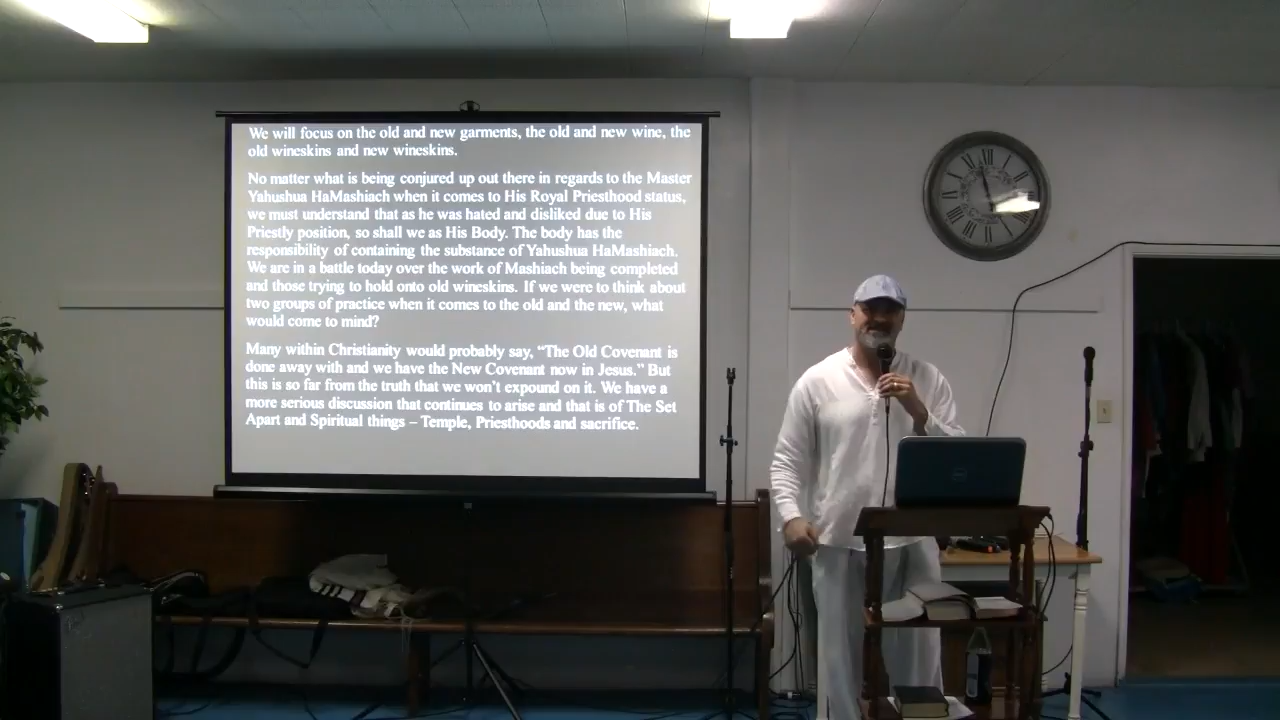 We will focus on the old and new garments, the old and new wine, the
old wineskins and new wineskins.
No matter what is being conjured up out there in regards to the Master
Yahushua HaMashiach when it comes to His Royal Priesthood status,
we must understand that as he was hated and disliked due to His
Priestly position, so shall we as His Body. The body has the
responsibility of containing the substance of Yahushua HaMashiach.
We are in a battle today over the work of Mashiach being completed
and those trying to hold onto old wineskins. If we were to think about
two groups of practice when it comes to the old and the new, what
would come to mind?
Many within Christianity would probably say, “The Old Covenant is
done away with and we have the New Covenant now in Jesus.” But
this is so far from the truth that we won’t expound on it. We have a
more serious discussion that continues to arise and that is of The Set
Apart and Spiritual things – Temple, Priesthoods and sacrifice.